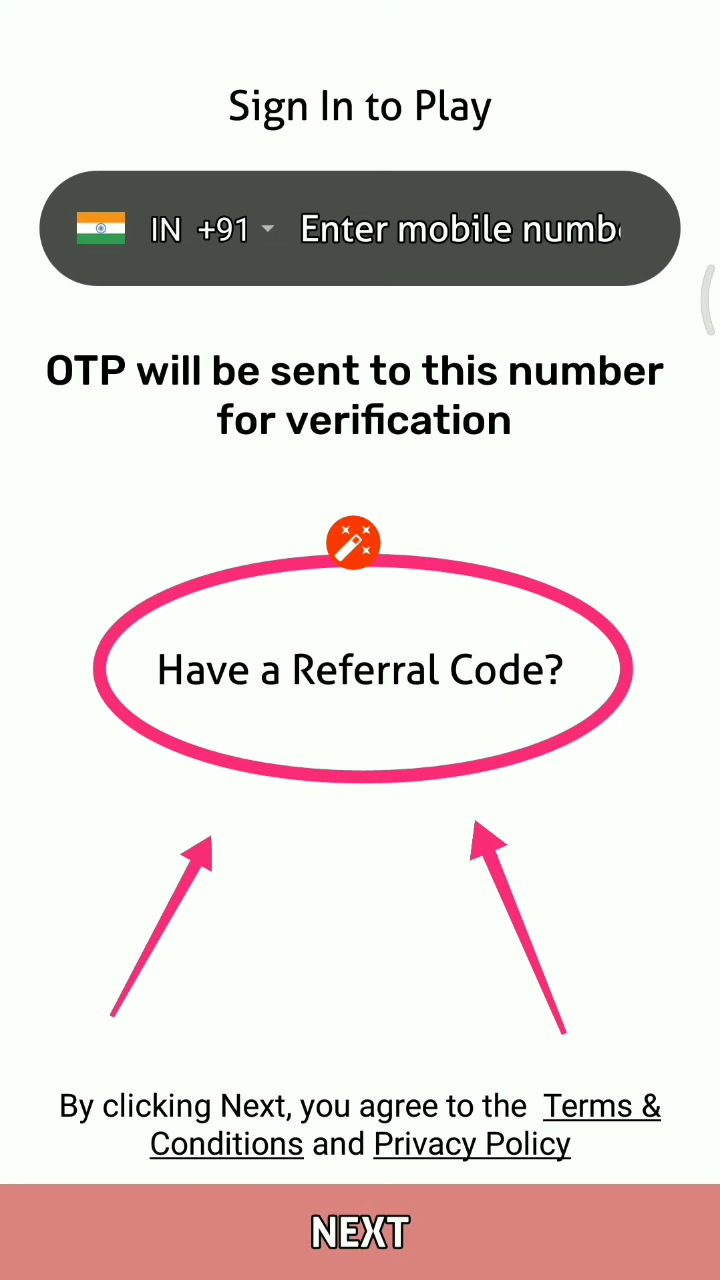 Sign In to Play
IN +91 Enter mobile numb
OTP will be sent to this number
for verification
Have a Referral Code?
By clicking Next, you agree to the Terms &
Conditions and Privacy Policy
NEXT